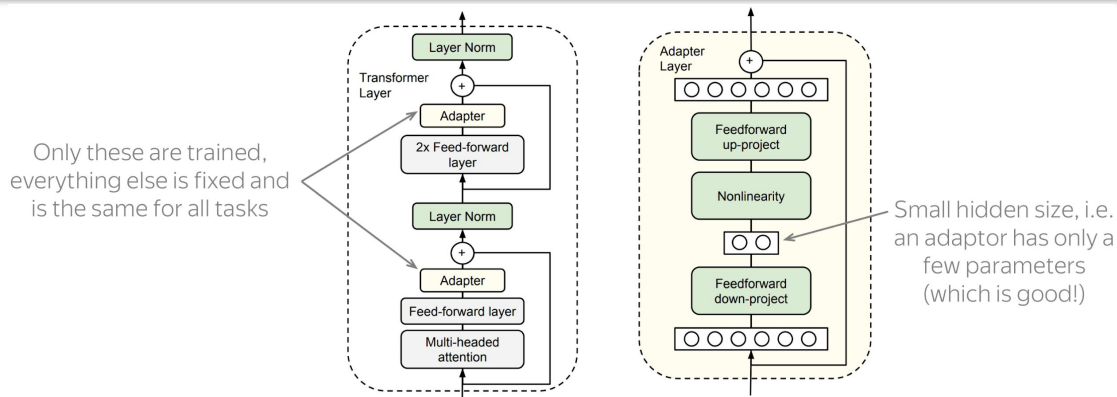 Only these are trained,
everything else is fixed and
is the same for all tasks
Layer Norm
Transformer
Layer
+
Adapter
2x Feed-forward
layer
Layer Norm
+
Adapter
Feed-forward layer
Multi-headed
attention
Adapter
Layer
+
Feedforward
up-project
Nonlinearity
Feedforward
down-project
Small hidden size, i.e.
an adaptor has only a
few parameters
(which is good!)